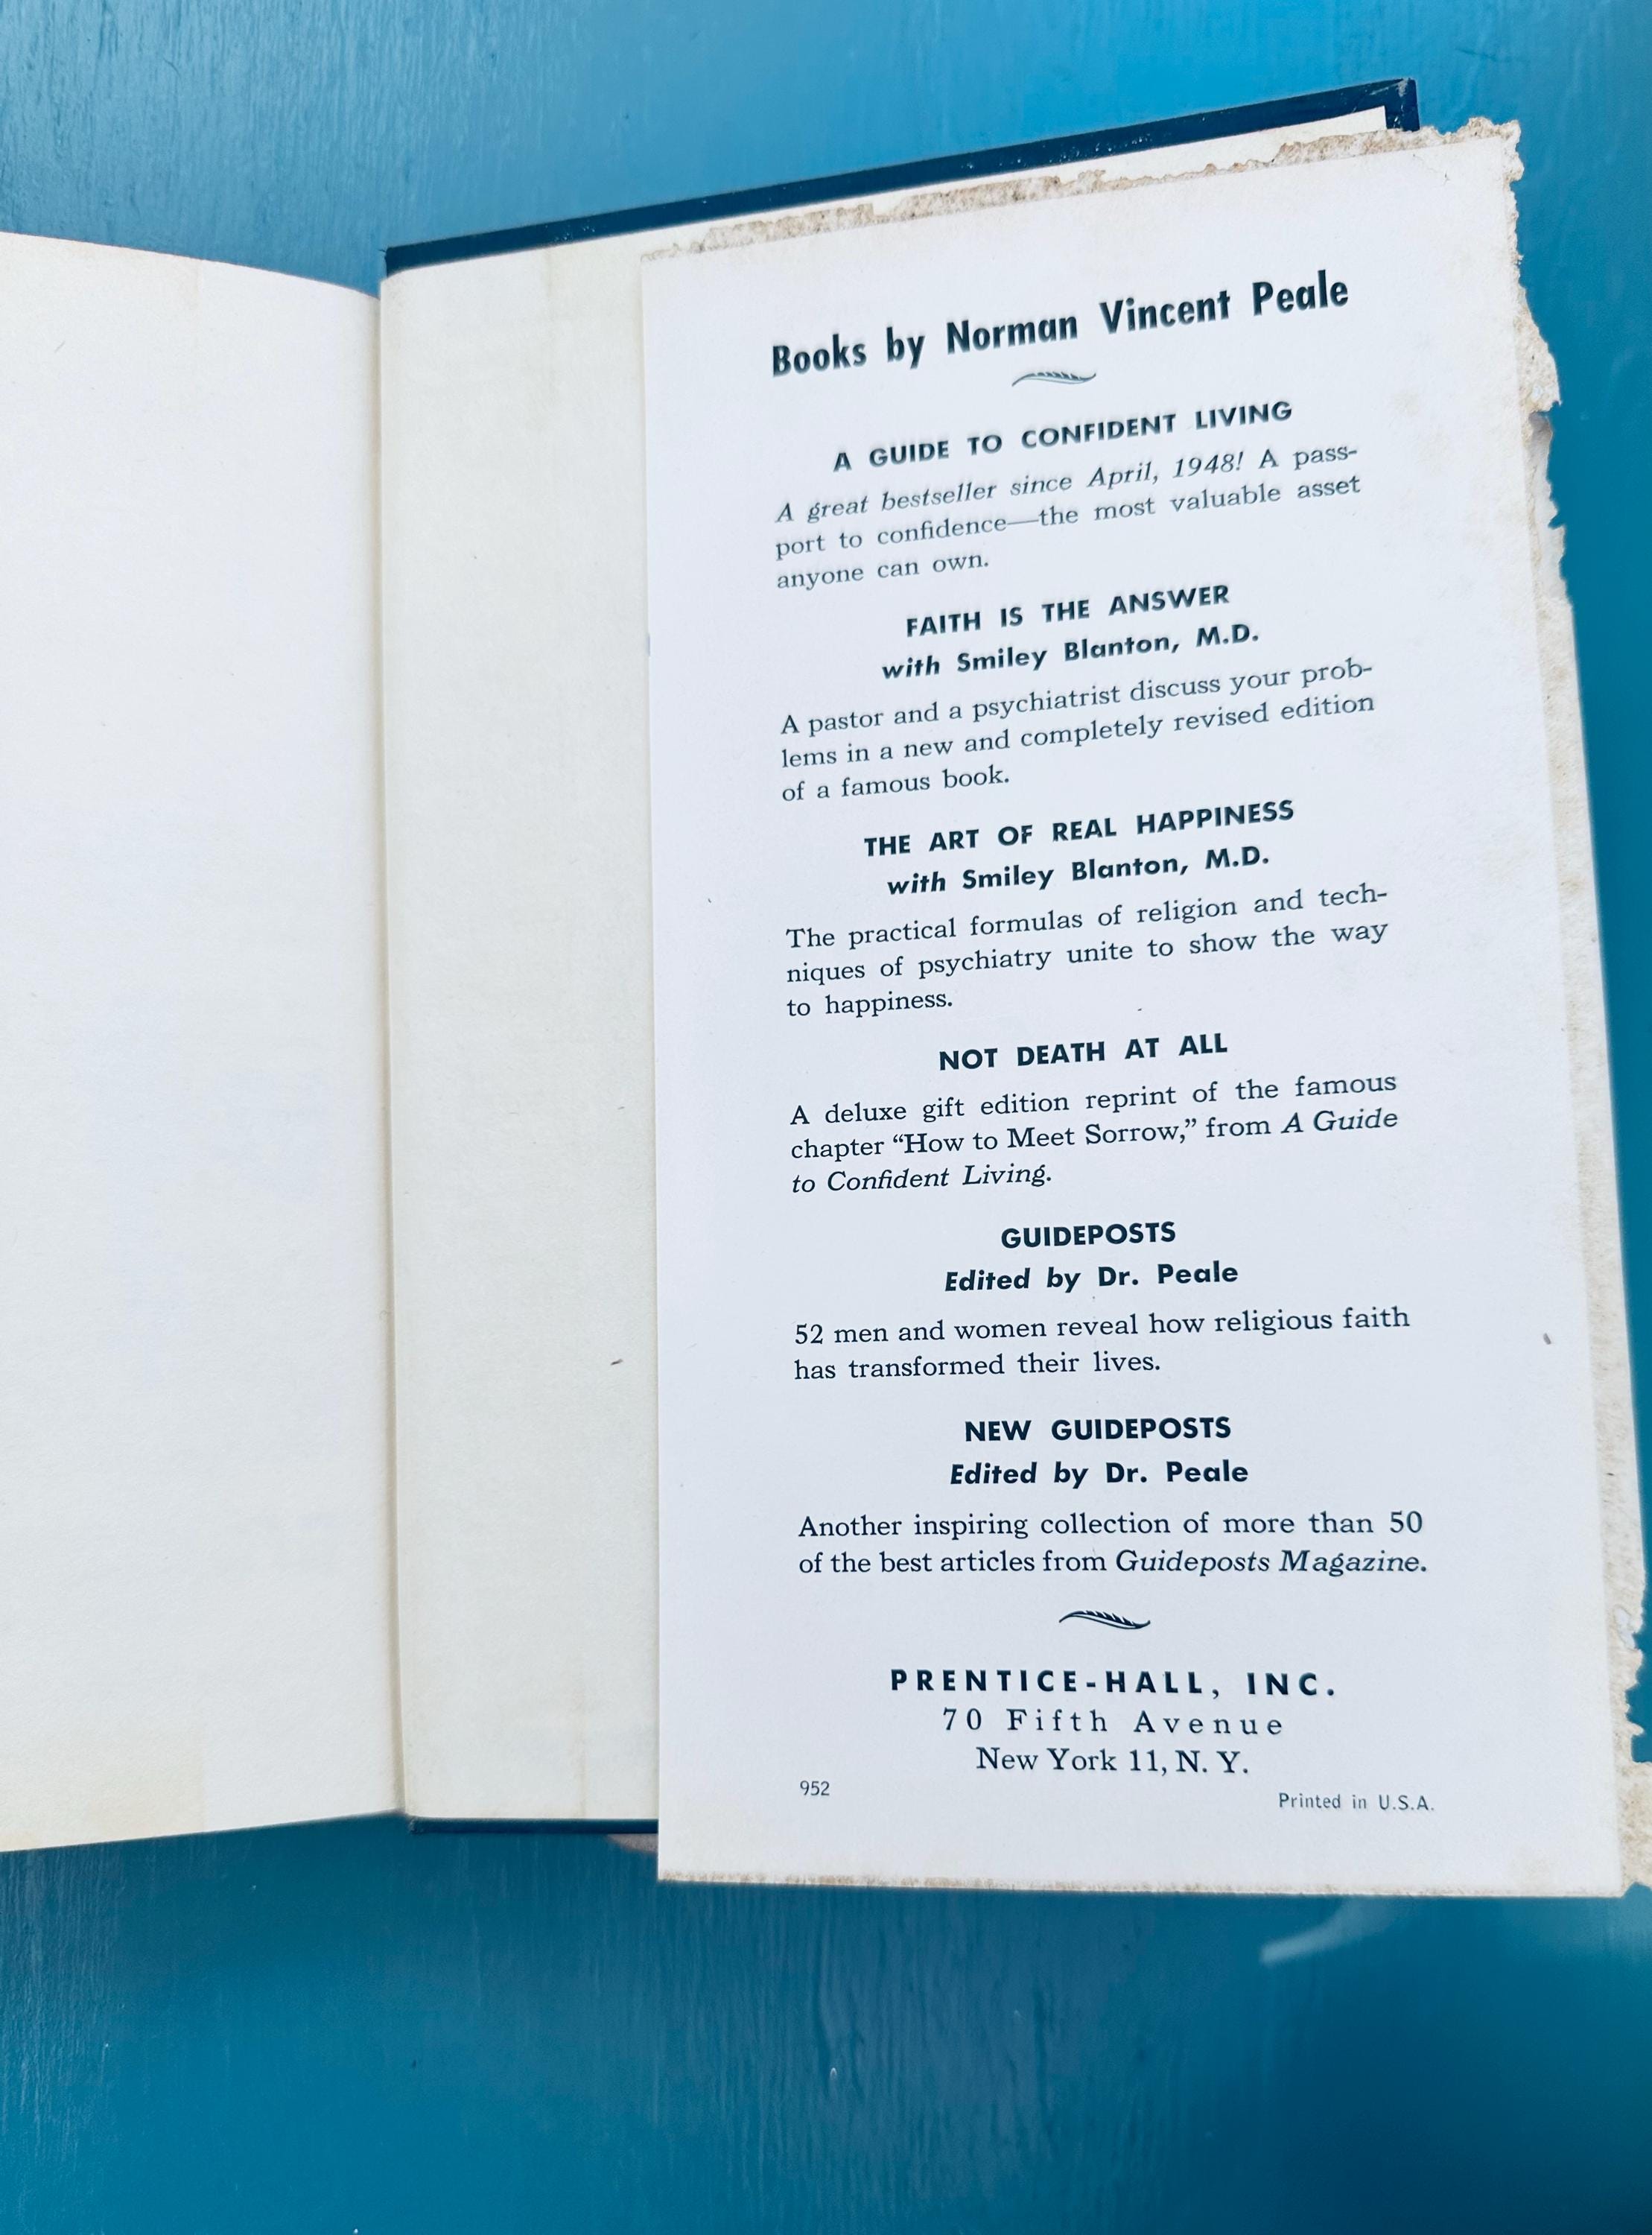 Books by Norman Vincent Peale
A GUIDE TO CONFIDENT LIVING
A great bestseller since April, 1948! A pass-
port to confidence—the most valuable asset
anyone can own.
FAITH IS THE ANSWER
with Smiley Blanton, M.D.
A pastor and a psychiatrist discuss your prob-
lems in a new and completely revised edition
of a famous book.
THE ART OF REAL HAPPINESS
with Smiley Blanton, M.D.
The practical formulas of religion and tech-
niques of psychiatry unite to show the way
to happiness.
NOT DEATH AT ALL
A deluxe gift edition reprint of the famous
chapter “How to Meet Sorrow,” from A Guide
to Confident Living.
GUIDEPOSTS
Edited by Dr. Peale
52 men and women reveal how religious faith
has transformed their lives.
NEW GUIDEPOSTS
Edited by Dr. Peale
Another inspiring collection of more than 50
of the best articles from Guideposts Magazine.
PRENTICE-HALL, INC.
70 Fifth Avenue
New York 11, N. Y.
952
Printed in U.S.A.